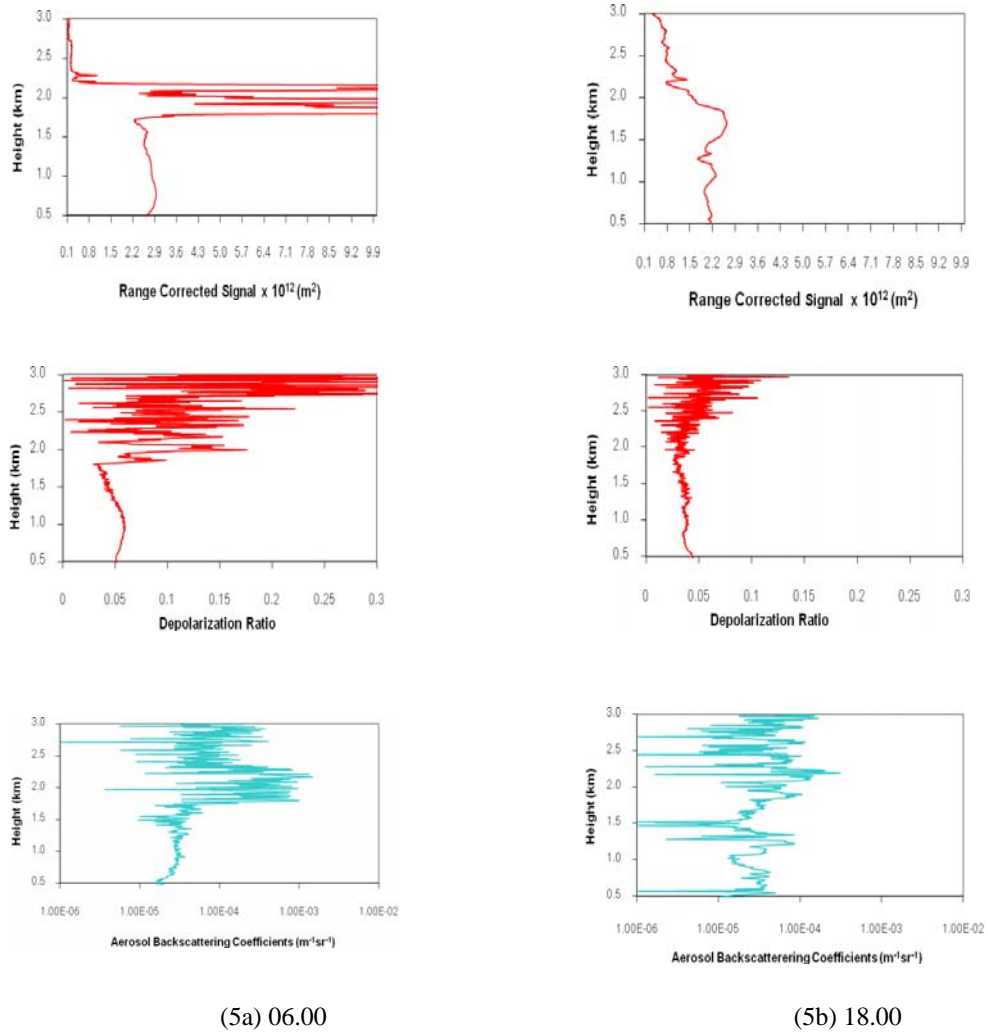 3.0
2.5
2.0
1.5
1.0
0.5
Height (km)
0.1 0.8 1.5 2.2 2.9 3.6 4.3 5.0 5.7 6.4 7.1 7.8 8.5 9.2 9.9
Range Corrected Signal x 10¹² (m²)
3.0
2.5
2.0
1.5
1.0
0.5
Height (km)
0.1 0.8 1.5 2.2 2.9 3.6 4.3 5.0 5.7 6.4 7.1 7.8 8.5 9.2 9.9
Range Corrected Signal x 10¹² (m²)
3.0
2.5
2.0
1.5
1.0
0.5
Height (km)
0 0.05 0.1 0.15 0.2 0.25 0.3
Depolarization Ratio
3.0
2.5
2.0
1.5
1.0
0.5
Height (km)
0 0.05 0.1 0.15 0.2 0.25 0.3
Depolarization Ratio
3.0
2.5
2.0
1.5
1.0
0.5
Height (km)
1.00E-06 1.00E-05 1.00E-04 1.00E-03 1.00E-02
Aerosol Backscattering Coefficients (m⁻¹sr⁻¹)
3.0
2.5
2.0
1.5
1.0
0.5
Height (km)
1.00E-06 1.00E-05 1.00E-04 1.00E-03 1.00E-02
Aerosol Backscatterering Coefficients (m⁻¹sr⁻¹)
(5a) 06.00
(5b) 18.00